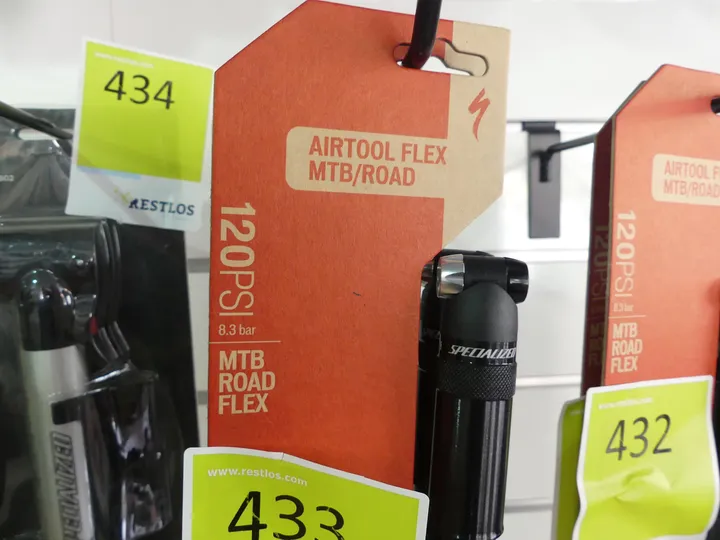 434
RESTLOS
AIRTOOL FLEX
MTB/ROAD
120PSI
8.3 bar
MTB
ROAD
FLEX
SPECIALIZED
www.restlos.com
433
AIRTOOL F
MTB/ROAD
120PSI
8.3 bar
MTB
ROAD
FLEX
432